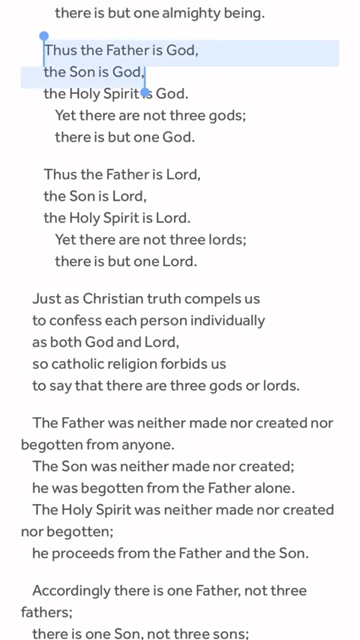 there is but one almighty being.
Thus the Father is God,
the Son is God,
the Holy Spirit is God.
Yet there are not three gods;
there is but one God.
Thus the Father is Lord,
the Son is Lord,
the Holy Spirit is Lord.
Yet there are not three lords;
there is but one Lord.
Just as Christian truth compels us
to confess each person individually
as both God and Lord,
so catholic religion forbids us
to say that there are three gods or lords.
The Father was neither made nor created nor
begotten from anyone.
The Son was neither made nor created;
he was begotten from the Father alone.
The Holy Spirit was neither made nor created
nor begotten;
he proceeds from the Father and the Son.
Accordingly there is one Father, not three
fathers;
there is one Son, not three sons;